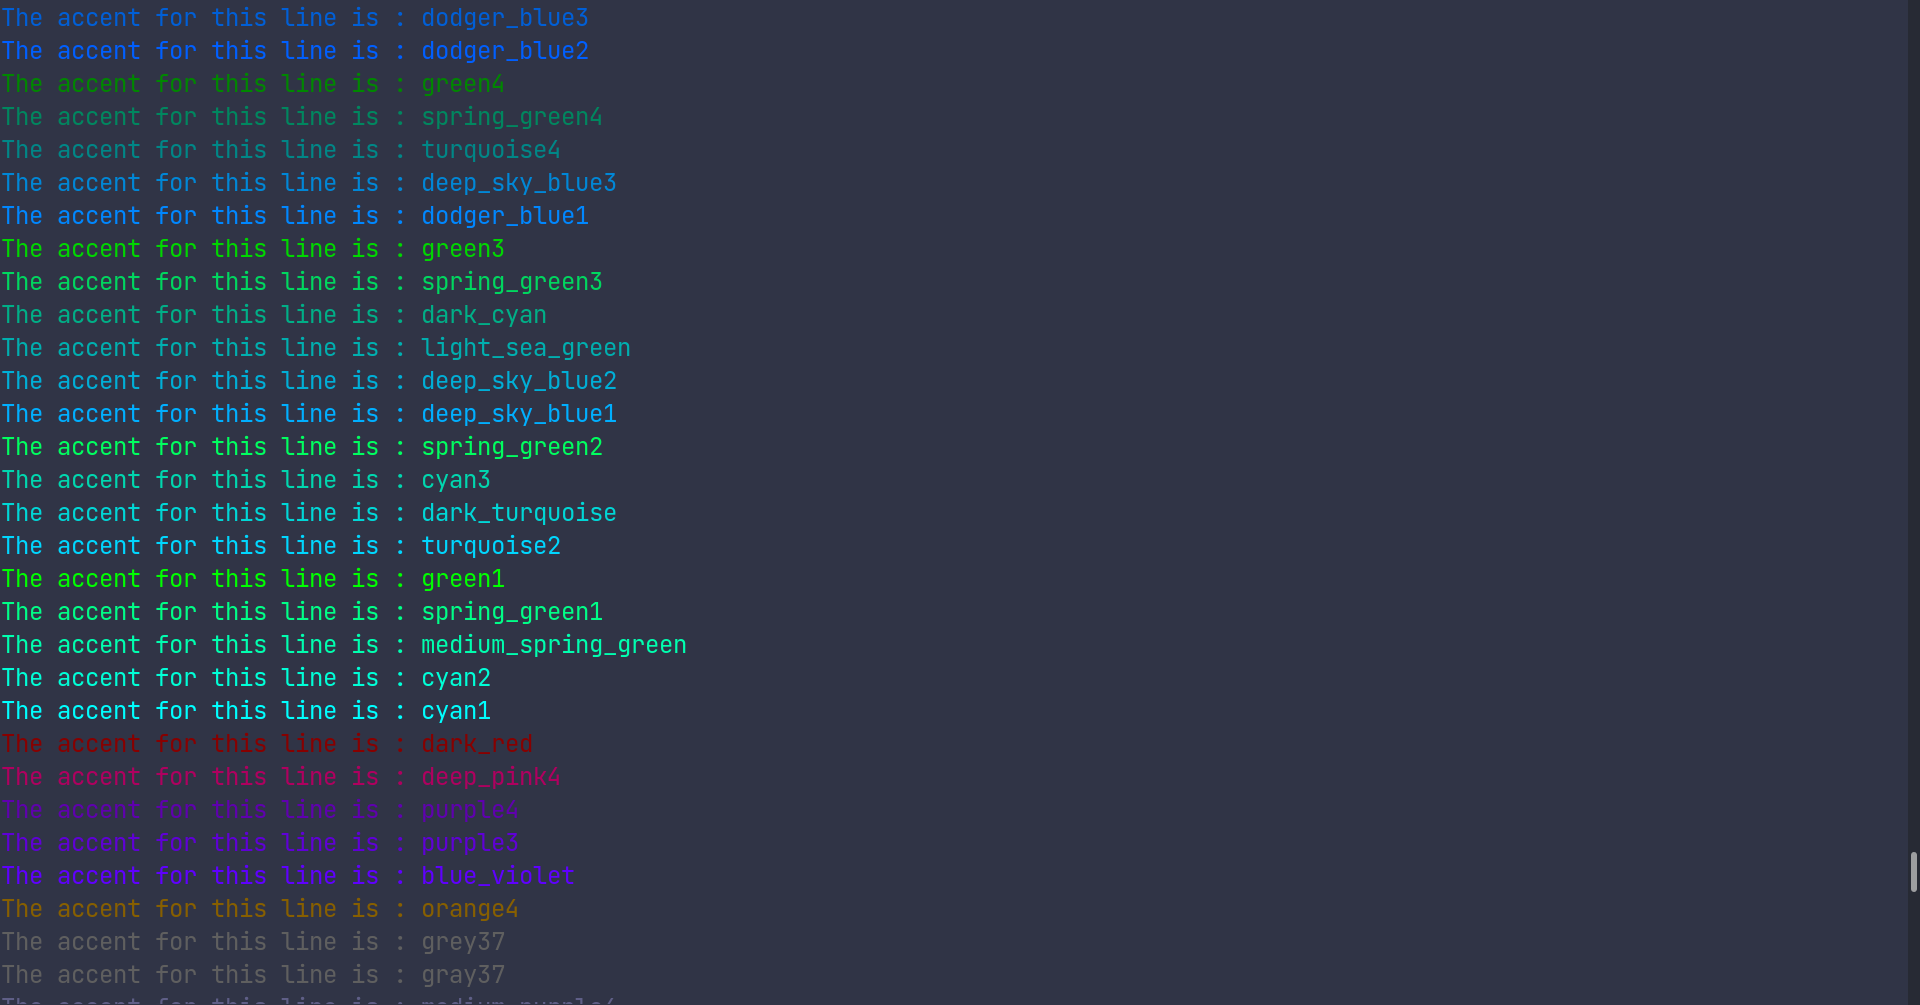 The accent for this line is : dodger_blue3
The accent for this line is : dodger_blue2
The accent for this line is : green4
The accent for this line is : spring_green4
The accent for this line is : turquoise4
The accent for this line is : deep_sky_blue3
The accent for this line is : dodger_blue1
The accent for this line is : green3
The accent for this line is : spring_green3
The accent for this line is : dark_cyan
The accent for this line is : light_sea_green
The accent for this line is : deep_sky_blue2
The accent for this line is : deep_sky_blue1
The accent for this line is : spring_green2
The accent for this line is : cyan3
The accent for this line is : dark_turquoise
The accent for this line is : turquoise2
The accent for this line is : green1
The accent for this line is : spring_green1
The accent for this line is : medium_spring_green
The accent for this line is : cyan2
The accent for this line is : cyan1
The accent for this line is : dark_red
The accent for this line is : deep_pink4
The accent for this line is : purple4
The accent for this line is : purple3
The accent for this line is : blue_violet
The accent for this line is : orange4
The accent for this line is : grey37
The accent for this line is : gray37
The accent for this line is : medium_purple4